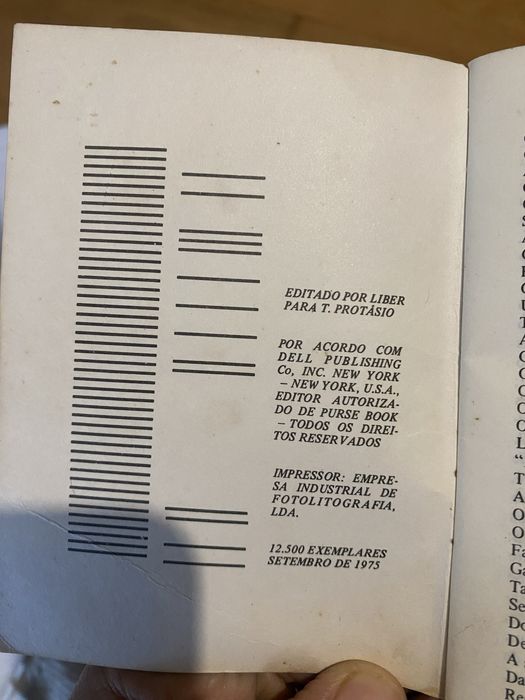 EDITADO POR LIBER
PARA T. PROTÁSIO
POR ACORDO COM
DELL PUBLISHING
Co, INC. NEW YORK
– NEW YORK, U.S.A.,
EDITOR AUTORIZA-
DO DE PURSE BOOK
– TODOS OS DIREI-
TOS RESERVADOS
IMPRESSOR: EMPRE-
SA INDUSTRIAL DE
FOTOLITOGRAFIA,
LDA.
12.500 EXEMPLARES
SETEMBRO DE 1975